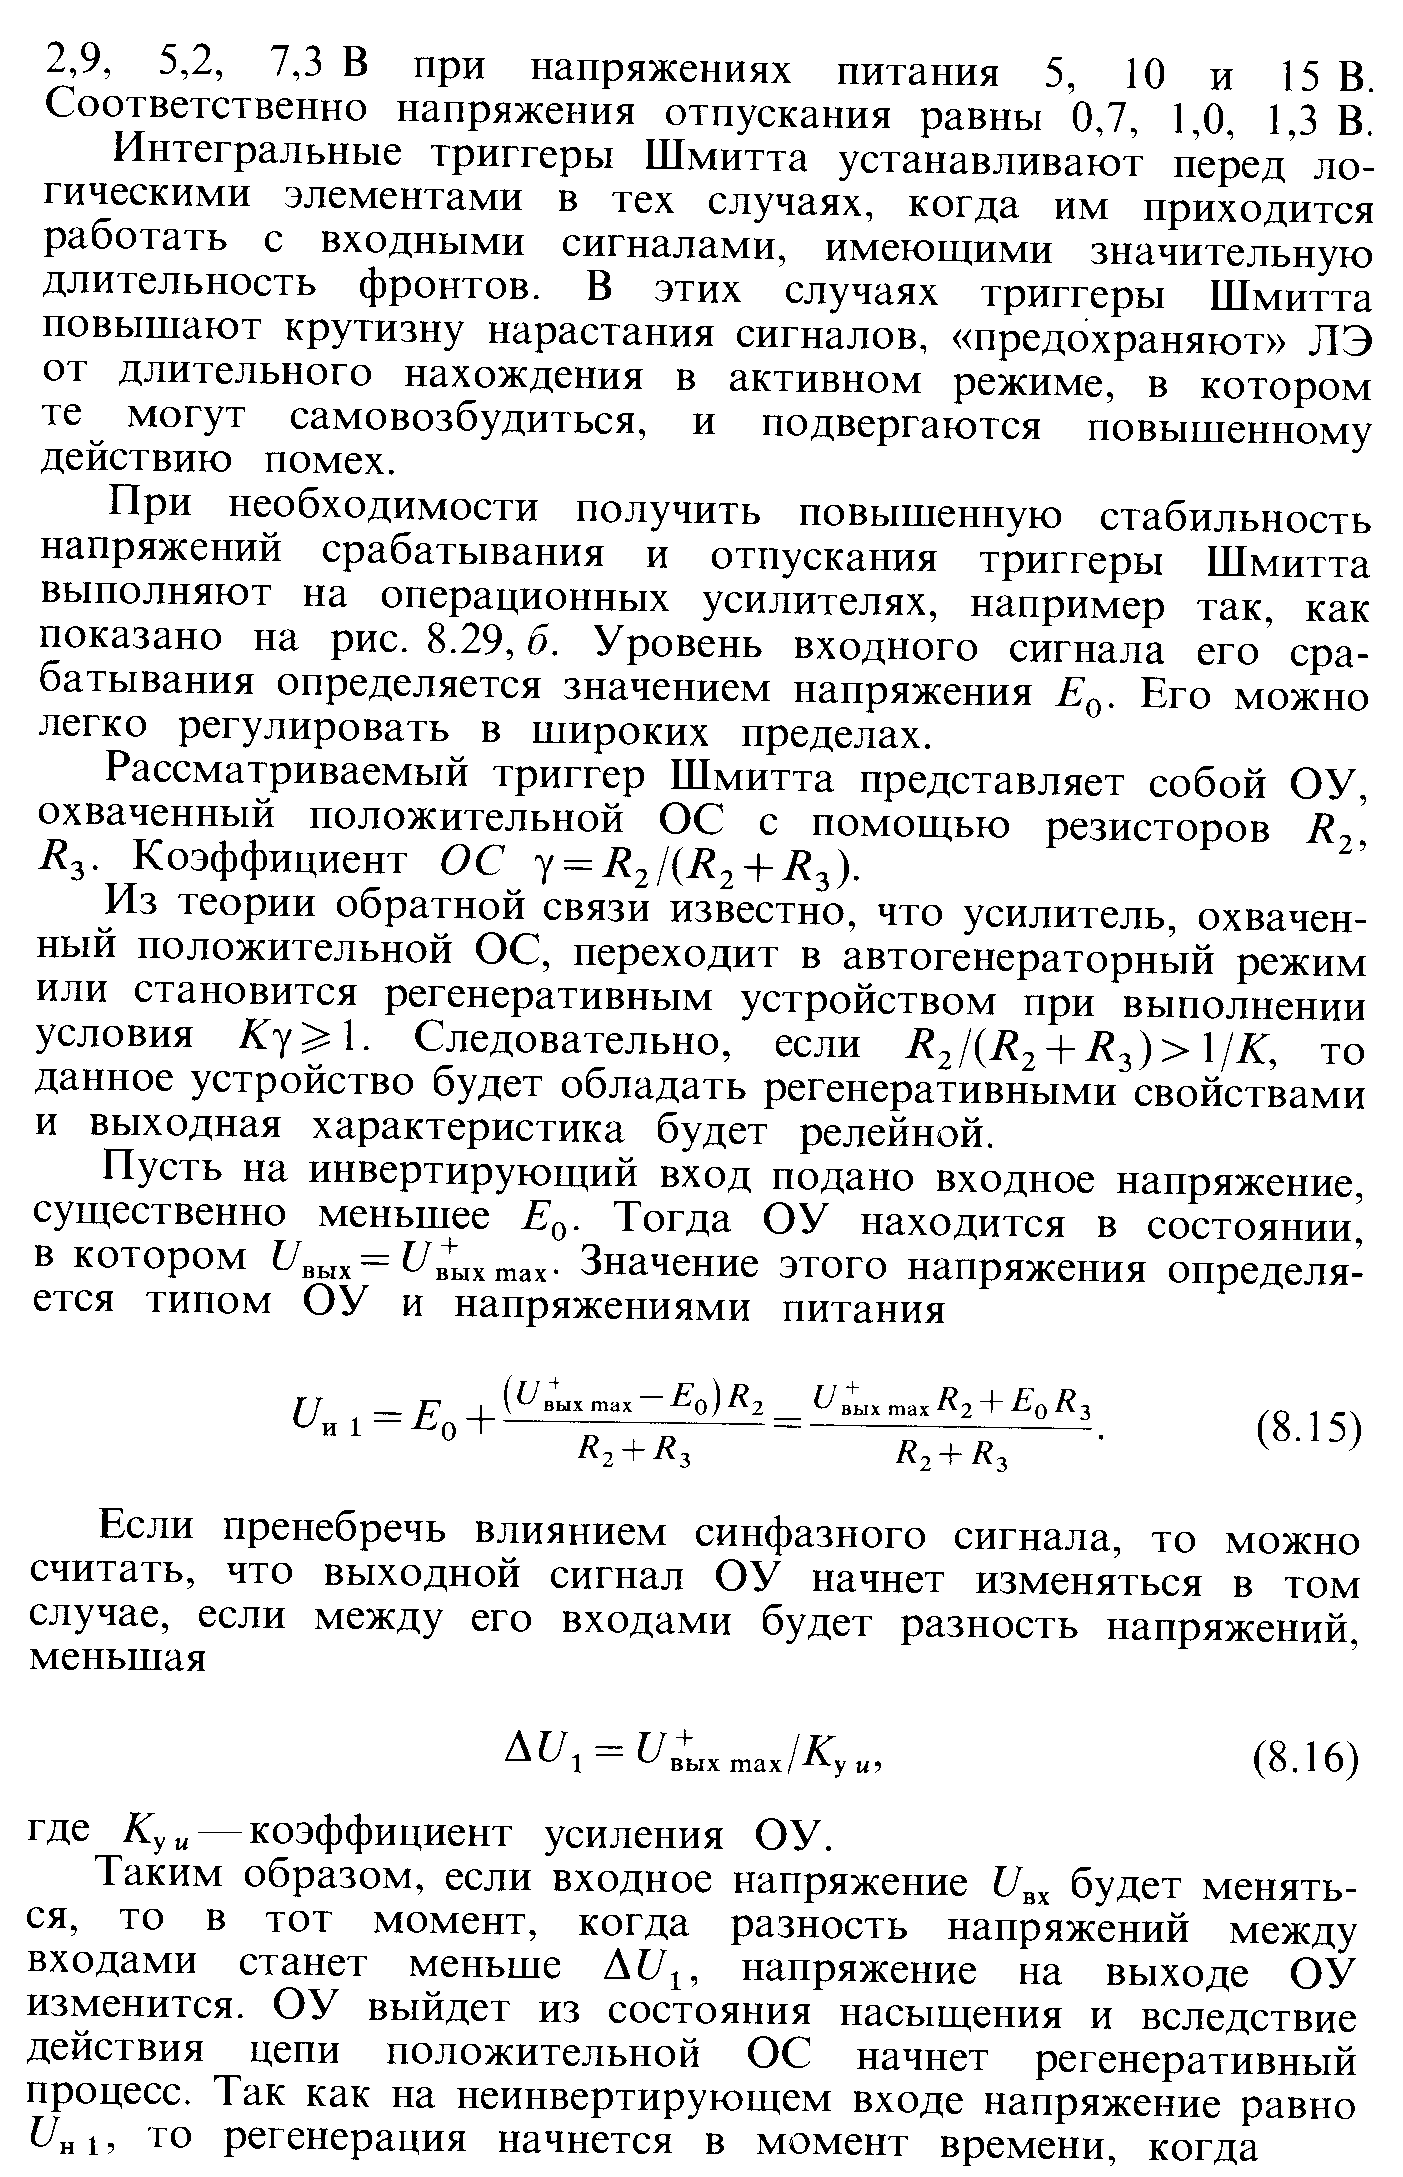 2,9, 5,2, 7,3 В при напряжениях питания 5, 10 и 15 В.
Соответственно напряжения отпускания равны 0,7, 1,0, 1,3 В.
Интегральные триггеры Шмитта устанавливают перед ло-
гическими элементами в тех случаях, когда им приходится
работать с входными сигналами, имеющими значительную
длительность фронтов. В этих случаях триггеры Шмитта
повышают крутизну нарастания сигналов, «предохраняют» ЛЭ
от длительного нахождения в активном режиме, в котором
те могут самовозбудиться, и подвергаются повышенному
действию помех.
При необходимости получить повышенную стабильность
напряжений срабатывания и отпускания триггеры Шмитта
выполняют на операционных усилителях, например так, как
показано на рис. 8.29, б. Уровень входного сигнала его сра-
батывания определяется значением напряжения E₀. Его можно
легко регулировать в широких пределах.
Рассматриваемый триггер Шмитта представляет собой ОУ,
охваченный положительной ОС с помощью резисторов R₂,
R₃. Коэффициент ОС γ=R₂/(R₂+R₃).
Из теории обратной связи известно, что усилитель, охвачен-
ный положительной ОС, переходит в автогенераторный режим
или становится регенеративным устройством при выполнении
условия Kγ⩾1. Следовательно, если R₂/(R₂+R₃)>1/K, то
данное устройство будет обладать регенеративными свойствами
и выходная характеристика будет релейной.
Пусть на инвертирующий вход подано входное напряжение,
существенно меньшее E₀. Тогда ОУ находится в состоянии,
в котором U_вых=U⁺_вых max. Значение этого напряжения определя-
ется типом ОУ и напряжениями питания
U_и 1=E₀+(U⁺_вых max−E₀)R₂/(R₂+R₃)=(U⁺_вых max R₂+E₀R₃)/(R₂+R₃). (8.15)
Если пренебречь влиянием синфазного сигнала, то можно
считать, что выходной сигнал ОУ начнет изменяться в том
случае, если между его входами будет разность напряжений,
меньшая
ΔU₁=U⁺_вых max/K_у и, (8.16)
где K_у и—коэффициент усиления ОУ.
Таким образом, если входное напряжение U_вх будет менять-
ся, то в тот момент, когда разность напряжений между
входами станет меньше ΔU₁, напряжение на выходе ОУ
изменится. ОУ выйдет из состояния насыщения и вследствие
действия цепи положительной ОС начнет регенеративный
процесс. Так как на неинвертирующем входе напряжение равно
U_н 1, то регенерация начнется в момент времени, когда